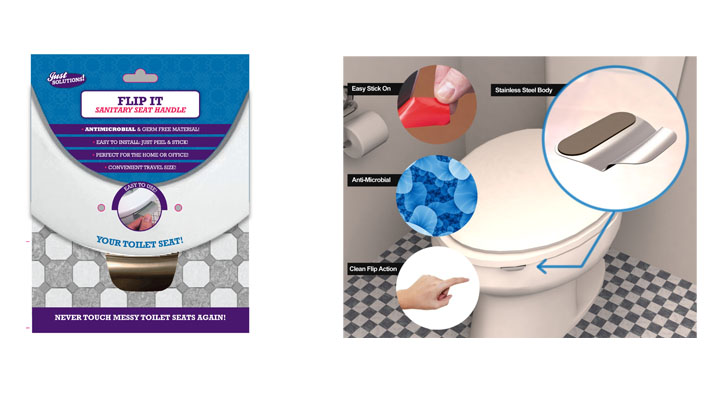 Just
SOLUTIONS!
FLIP IT
SANITARY SEAT HANDLE
· ANTIMICROBIAL & GERM FREE MATERIAL!
· EASY TO INSTALL: JUST PEEL & STICK!
· PERFECT FOR THE HOME OR OFFICE!
· CONVENIENT TRAVEL SIZE!
EASY TO USE!
YOUR TOILET SEAT!
NEVER TOUCH MESSY TOILET SEATS AGAIN!
Easy Stick On
Stainless Steel Body
Anti-Microbial
Clean Flip Action